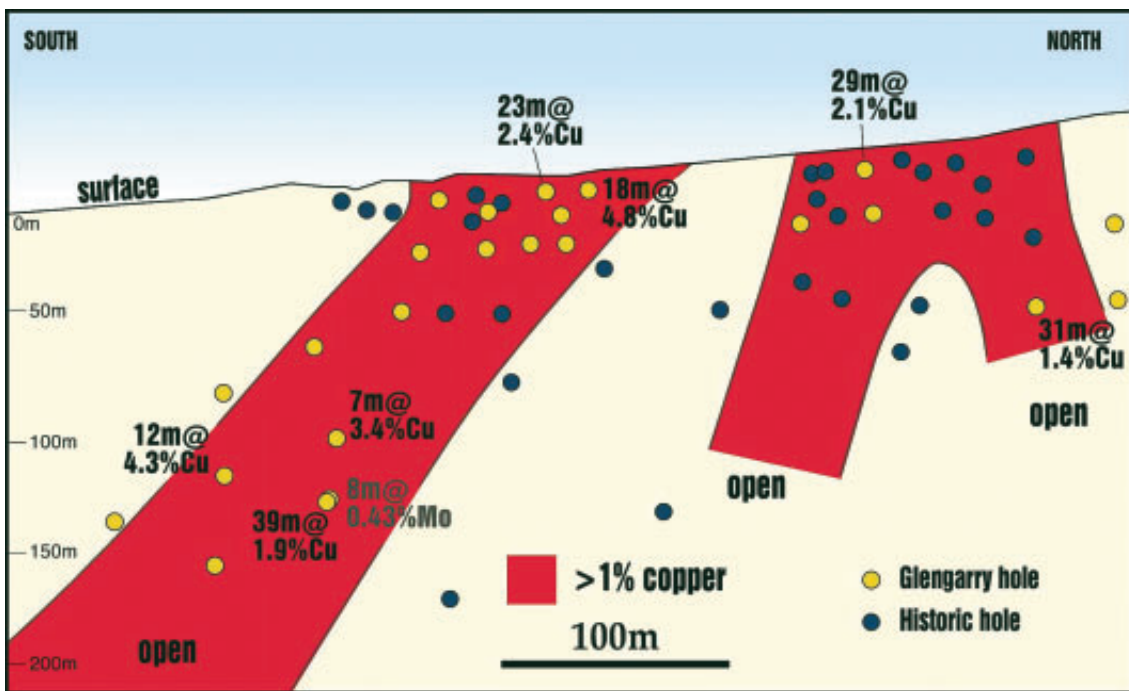 SOUTH
NORTH
23m@
2.4%Cu
29m@
2.1%Cu
surface
18m@
4.8%Cu
0m
50m
31m@
1.4%Cu
7m@
3.4%Cu
open
100m
12m@
4.3%Cu
open
8m@
0.43%Mo
39m@
1.9%Cu
150m
>1% copper
Glengarry hole
Historic hole
100m
open
200m